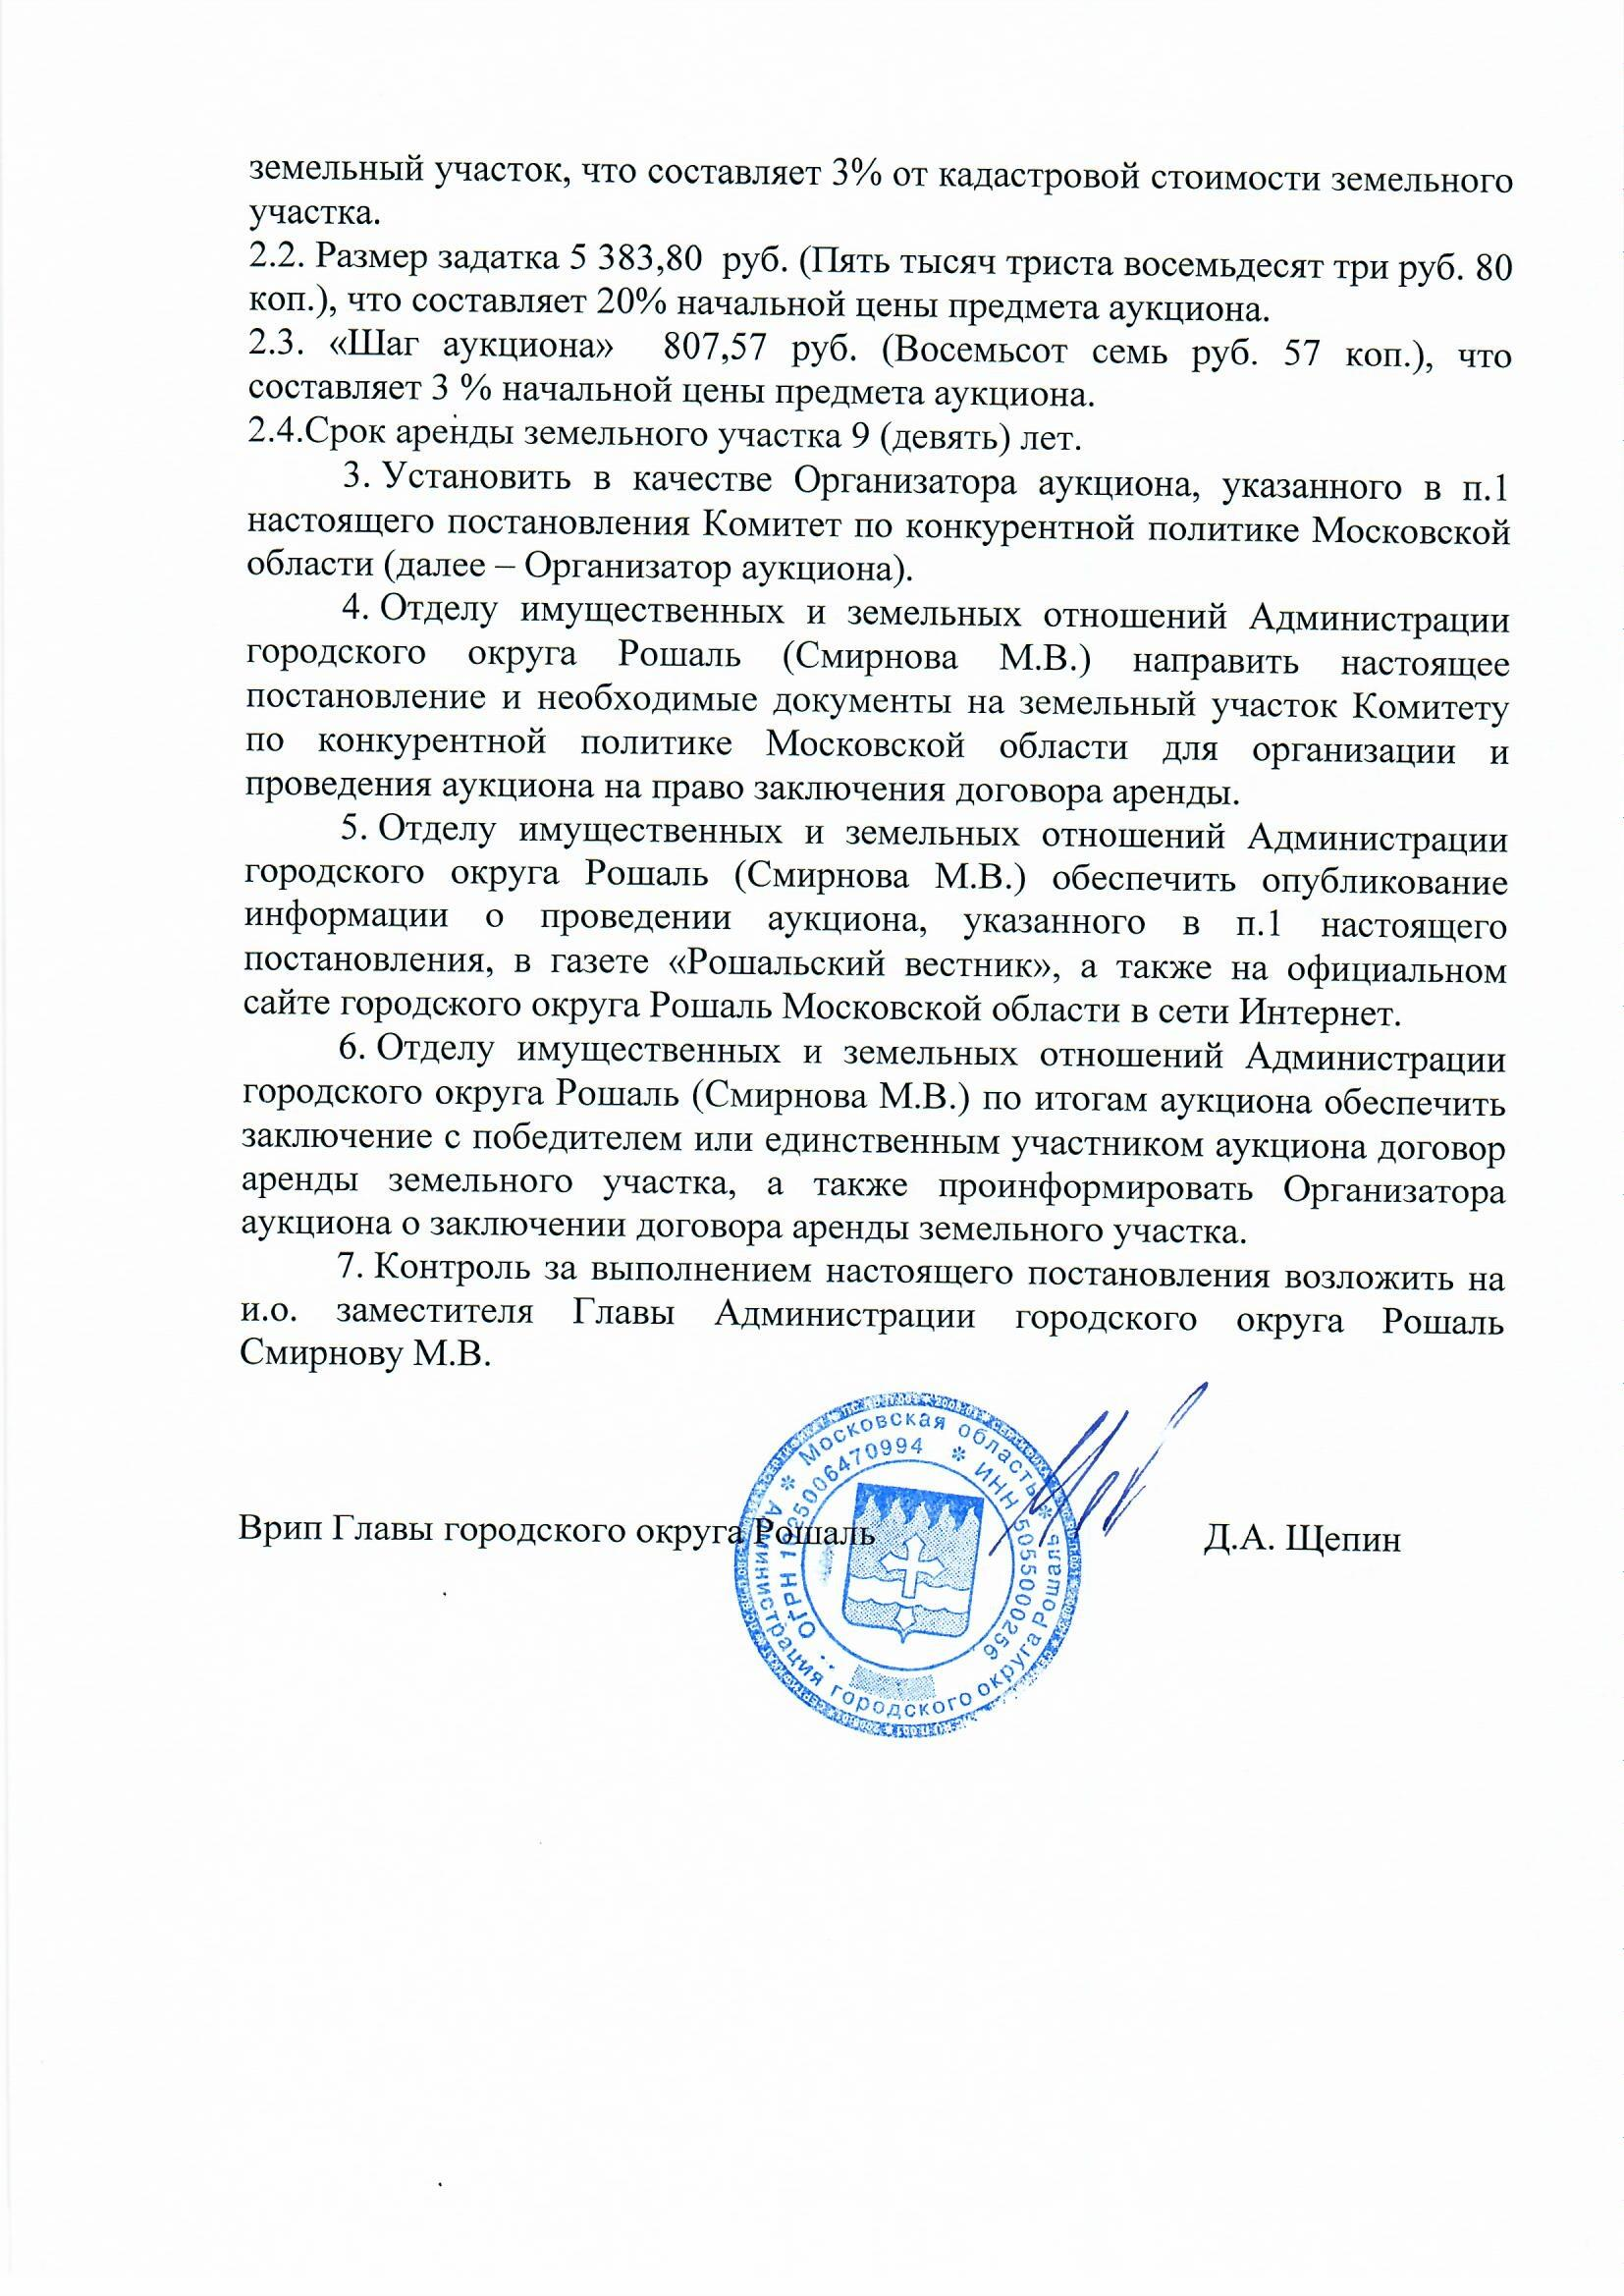 земельный участок, что составляет 3% от кадастровой стоимости земельного
участка.
2.2. Размер задатка 5 383,80 руб. (Пять тысяч триста восемьдесят три руб. 80
коп.), что составляет 20% начальной цены предмета аукциона.
2.3. «Шаг аукциона» 807,57 руб. (Восемьсот семь руб. 57 коп.), что
составляет 3 % начальной цены предмета аукциона.
2.4.Срок аренды земельного участка 9 (девять) лет.
3. Установить в качестве Организатора аукциона, указанного в п.1
настоящего постановления Комитет по конкурентной политике Московской
области (далее – Организатор аукциона).
4. Отделу имущественных и земельных отношений Администрации
городского округа Рошаль (Смирнова М.В.) направить настоящее
постановление и необходимые документы на земельный участок Комитету
по конкурентной политике Московской области для организации и
проведения аукциона на право заключения договора аренды.
5. Отделу имущественных и земельных отношений Администрации
городского округа Рошаль (Смирнова М.В.) обеспечить опубликование
информации о проведении аукциона, указанного в п.1 настоящего
постановления, в газете «Рошальский вестник», а также на официальном
сайте городского округа Рошаль Московской области в сети Интернет.
6. Отделу имущественных и земельных отношений Администрации
городского округа Рошаль (Смирнова М.В.) по итогам аукциона обеспечить
заключение с победителем или единственным участником аукциона договор
аренды земельного участка, а также проинформировать Организатора
аукциона о заключении договора аренды земельного участка.
7. Контроль за выполнением настоящего постановления возложить на
и.о. заместителя Главы Администрации городского округа Рошаль
Смирнову М.В.
Врип Главы городского округа Рошаль Д.А. Щепин
* Московская область * Администрация городского округа Рошаль
ОГРН 1025006470994 * ИНН 5055000256